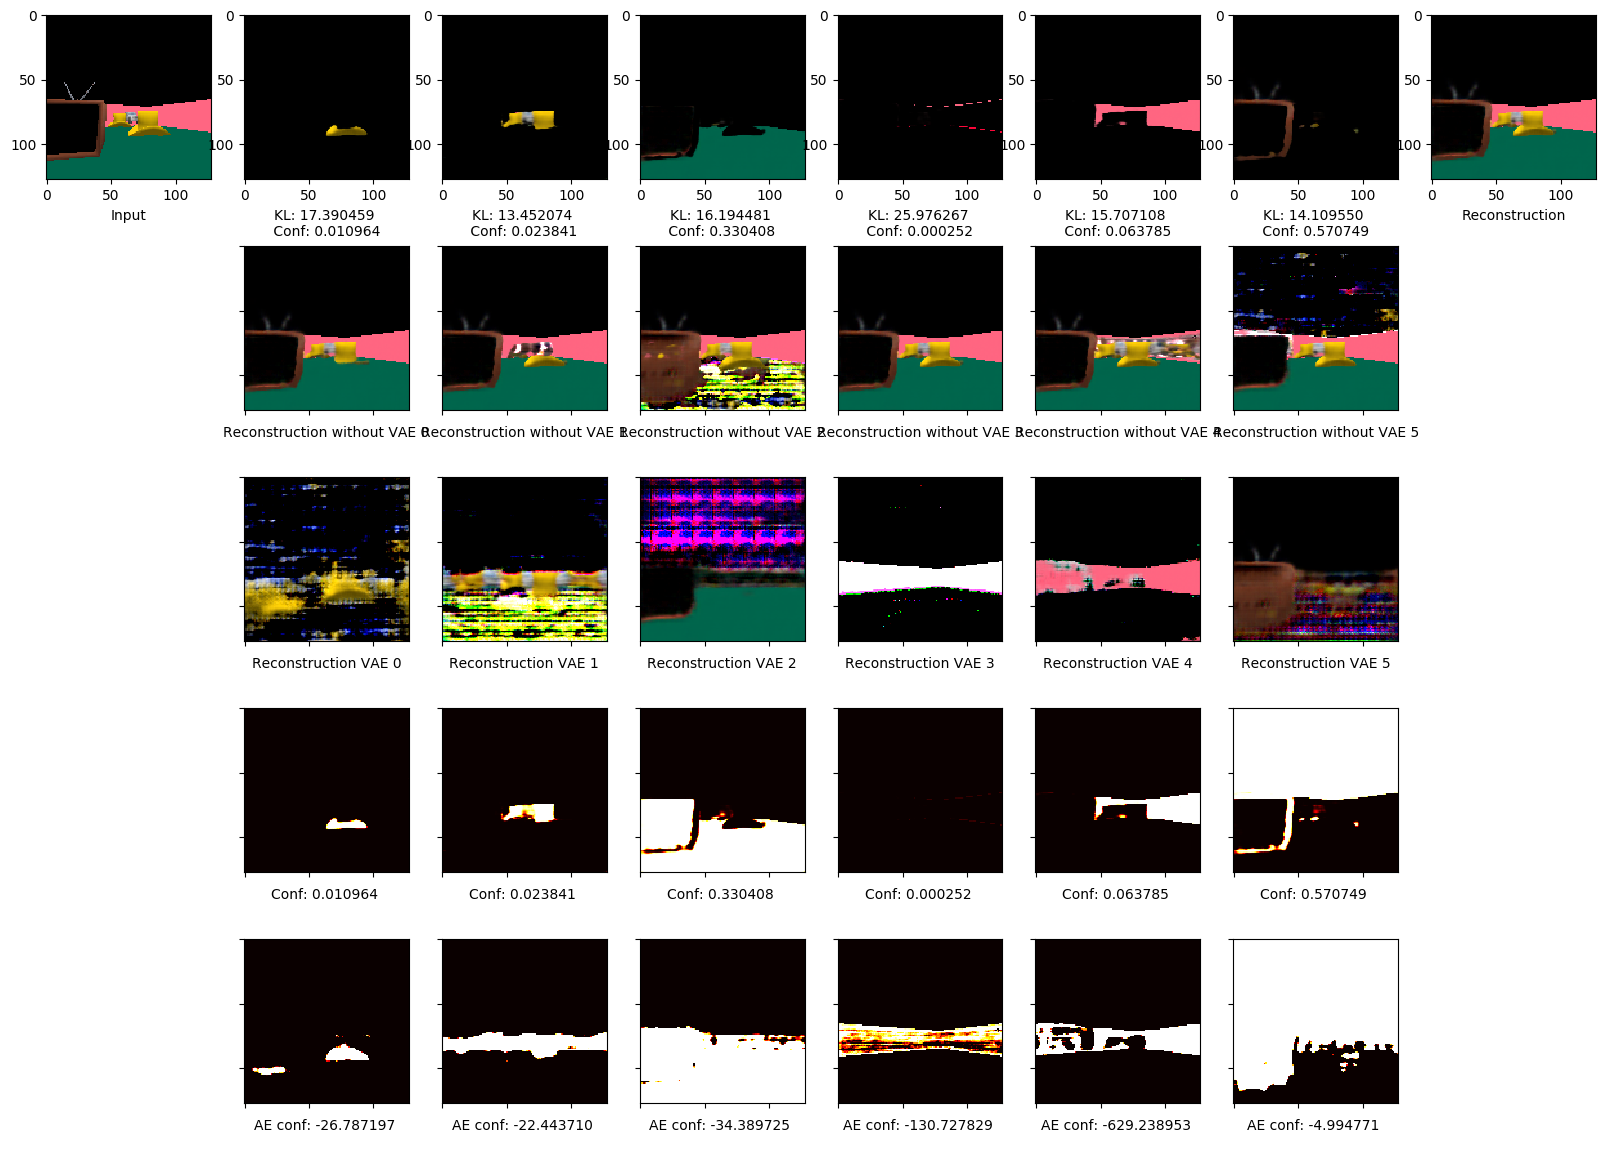 0 0 0 0 0 0 0 0
50 50 50 50 50 50 50 50
100 100 100 100 100 100 100 100
0 50 100 0 50 100 0 50 100 0 50 100 0 50 100 0 50 100 0 50 100 0 50 100
Input KL: 17.390459 KL: 13.452074 KL: 16.194481 KL: 25.976267 KL: 15.707108 KL: 14.109550 Reconstruction
Conf: 0.010964 Conf: 0.023841 Conf: 0.330408 Conf: 0.000252 Conf: 0.063785 Conf: 0.570749
Reconstruction without VAE 0 Reconstruction without VAE 1 Reconstruction without VAE 2 Reconstruction without VAE 3 Reconstruction without VAE 4 Reconstruction without VAE 5
Reconstruction VAE 0 Reconstruction VAE 1 Reconstruction VAE 2 Reconstruction VAE 3 Reconstruction VAE 4 Reconstruction VAE 5
Conf: 0.010964 Conf: 0.023841 Conf: 0.330408 Conf: 0.000252 Conf: 0.063785 Conf: 0.570749
AE conf: -26.787197 AE conf: -22.443710 AE conf: -34.389725 AE conf: -130.727829 AE conf: -629.238953 AE conf: -4.994771